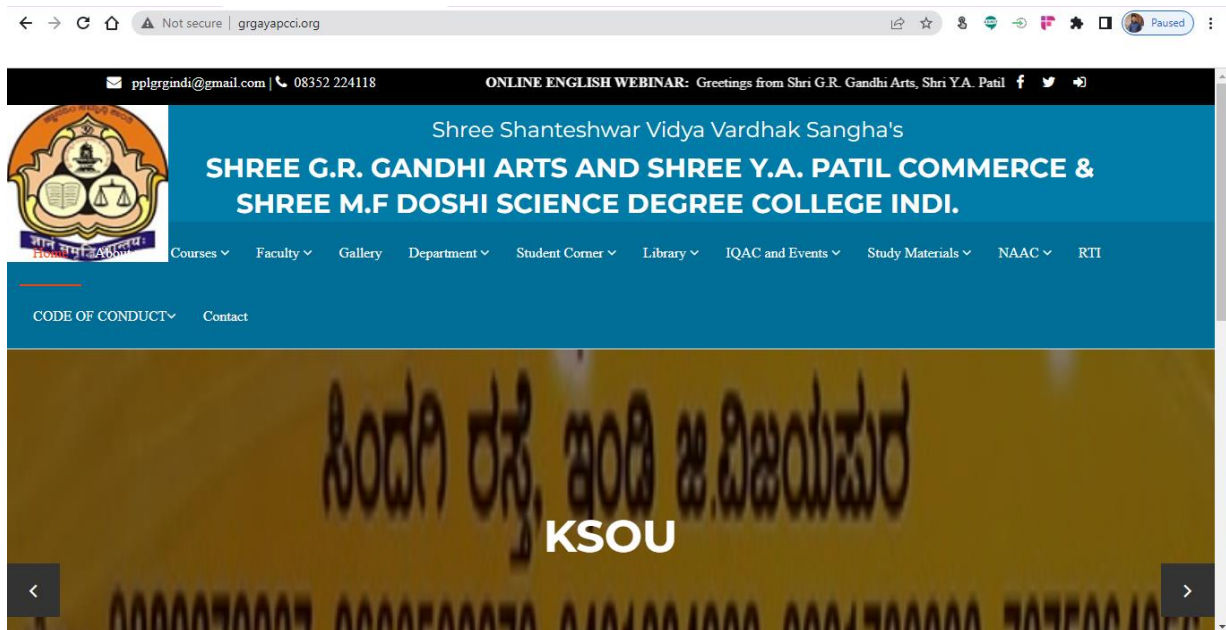 Not secure | grgayapcci.org
Paused
pplgrgindi@gmail.com | 08352 224118 ONLINE ENGLISH WEBINAR: Greetings from Shri G.R. Gandhi Arts, Shri Y.A. Patil
Shree Shanteshwar Vidya Vardhak Sangha's
SHREE G.R. GANDHI ARTS AND SHREE Y.A. PATIL COMMERCE &
SHREE M.F DOSHI SCIENCE DEGREE COLLEGE INDI.
Home About Courses Faculty Gallery Department Student Corner Library IQAC and Events Study Materials NAAC RTI
CODE OF CONDUCT Contact
ಸಿಂದಗಿ ರಸ್ತೆ, ಇಂಡಿ ಜಿ.ವಿಜಯಪುರ
KSOU